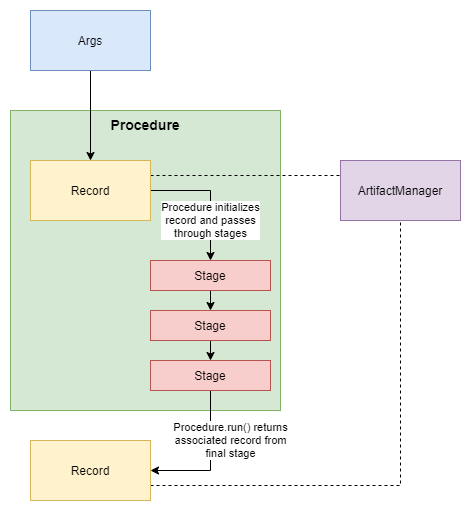 Args
Procedure
Record
ArtifactManager
Procedure initializes
record and passes
through stages
Stage
Stage
Stage
Procedure.run() returns
associated record from
final stage
Record